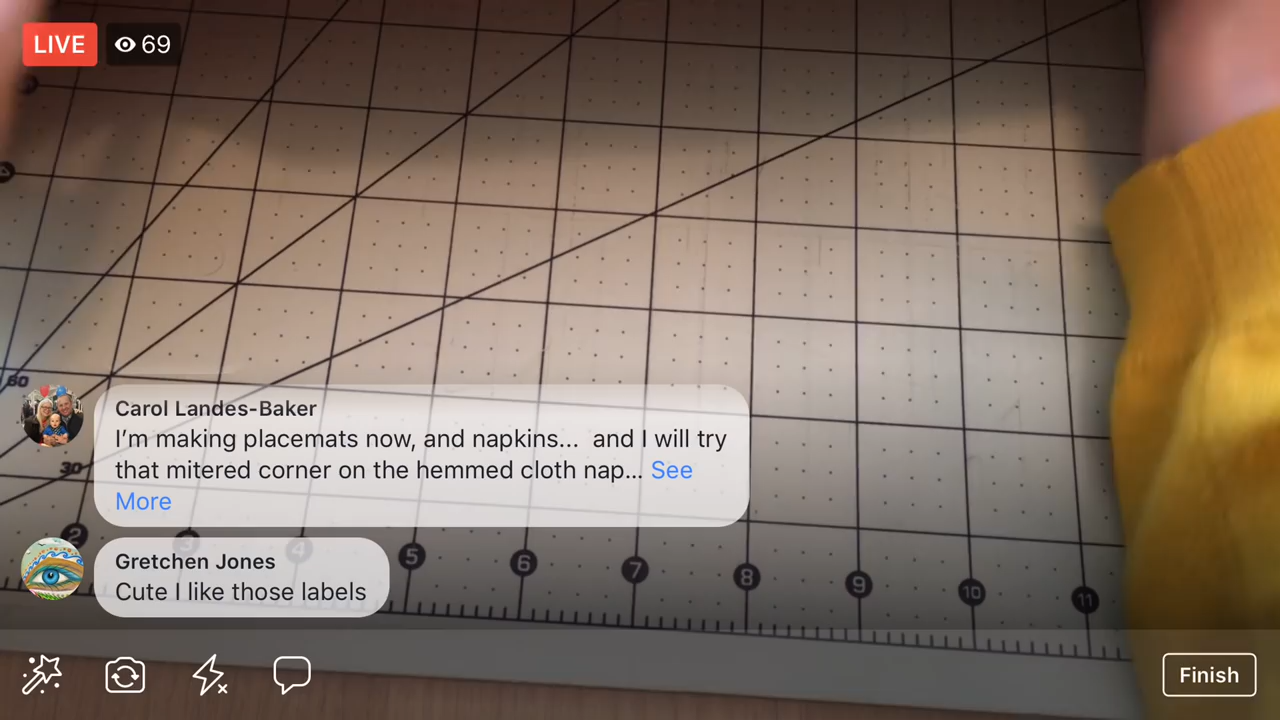 LIVE 69
60
Carol Landes-Baker
I'm making placemats now, and napkins... and I will try
that mitered corner on the hemmed cloth nap... See
More
30
2 3 4 5 6 7 8 9 10 11
Gretchen Jones
Cute I like those labels
Finish